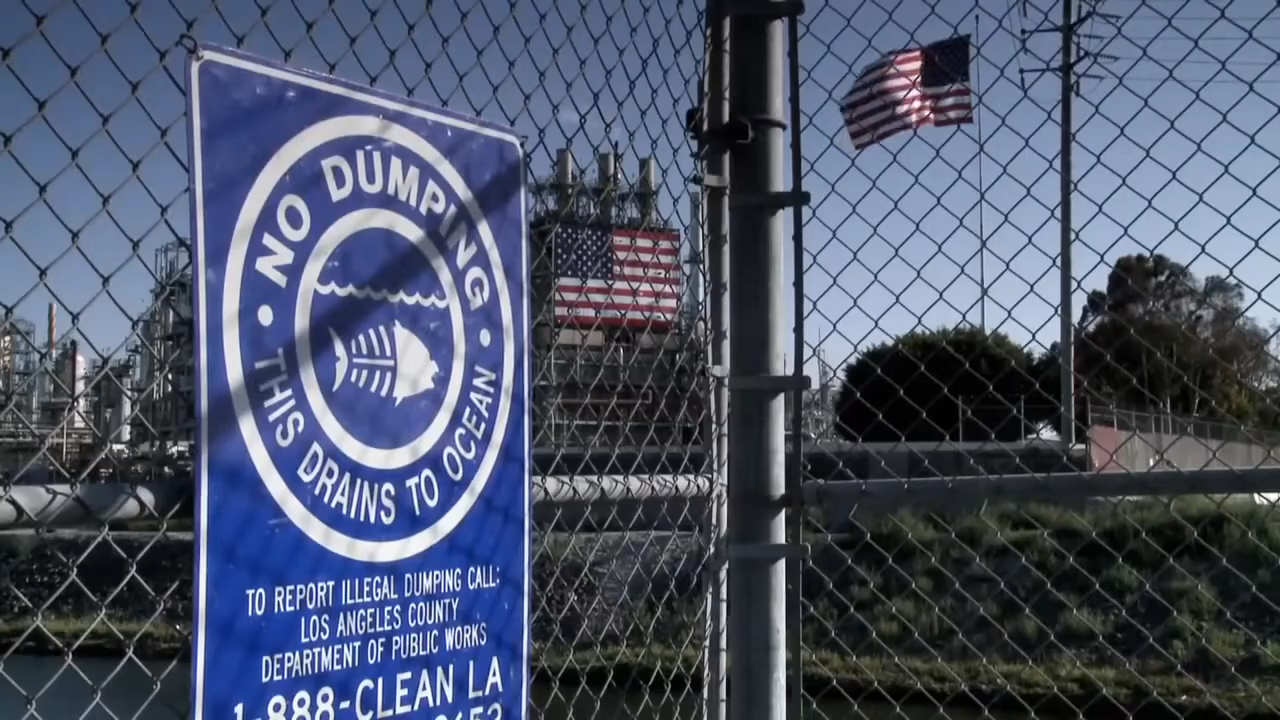 NO DUMPING
THIS DRAINS TO OCEAN
TO REPORT ILLEGAL DUMPING CALL:
LOS ANGELES COUNTY
DEPARTMENT OF PUBLIC WORKS
1-888-CLEAN LA